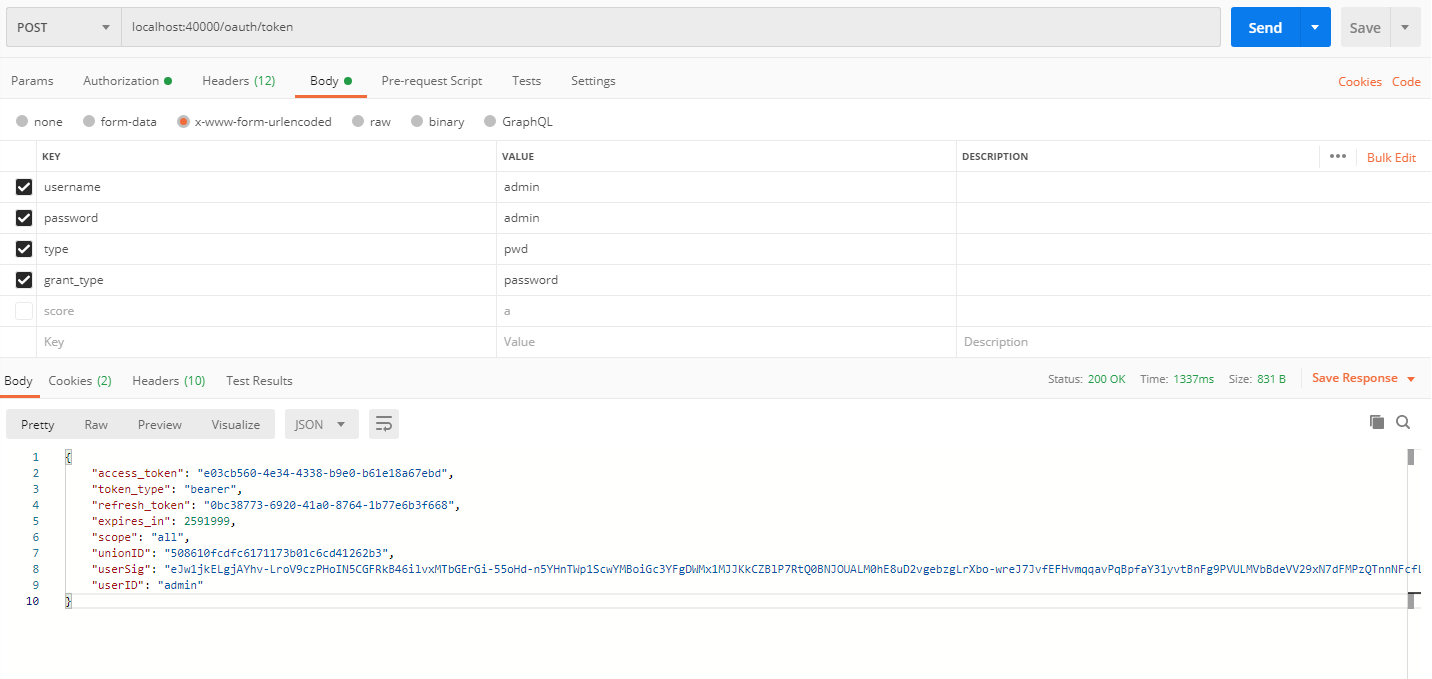 POST localhost:40000/oauth/token Send Save
Params Authorization Headers (12) Body Pre-request Script Tests Settings Cookies Code
none form-data x-www-form-urlencoded raw binary GraphQL
KEY VALUE DESCRIPTION ••• Bulk Edit
username admin
password admin
type pwd
grant_type password
score a
Key Value Description
Body Cookies (2) Headers (10) Test Results Status: 200 OK Time: 1337ms Size: 831 B Save Response
Pretty Raw Preview Visualize JSON
1 {
2 "access_token": "e03cb560-4e34-4338-b9e0-b61e18a67ebd",
3 "token_type": "bearer",
4 "refresh_token": "0bc38773-6920-41a0-8764-1b77e6b3f668",
5 "expires_in": 2591999,
6 "scope": "all",
7 "unionID": "508610fcdfc6171173b01c6cd41262b3",
8 "userSig": "eJw1jkELgjAYhv-LroV9czPHoIN5CGFRkB46ilvxMTbGErGi-55oHd-n5YHnTWp1ScwYMBoiGc3YFgDWMx1MJJKkCZBlP7RtQ0BNJOUALM0hE8uD2vgebzgLrXbo-wreJ7JvfEFHvmqqavPqBpfaY31yvtBnFg9PVULMVbBdeVV29xN7dFMPzQTnnNFcfl
9 "userID": "admin"
10 }